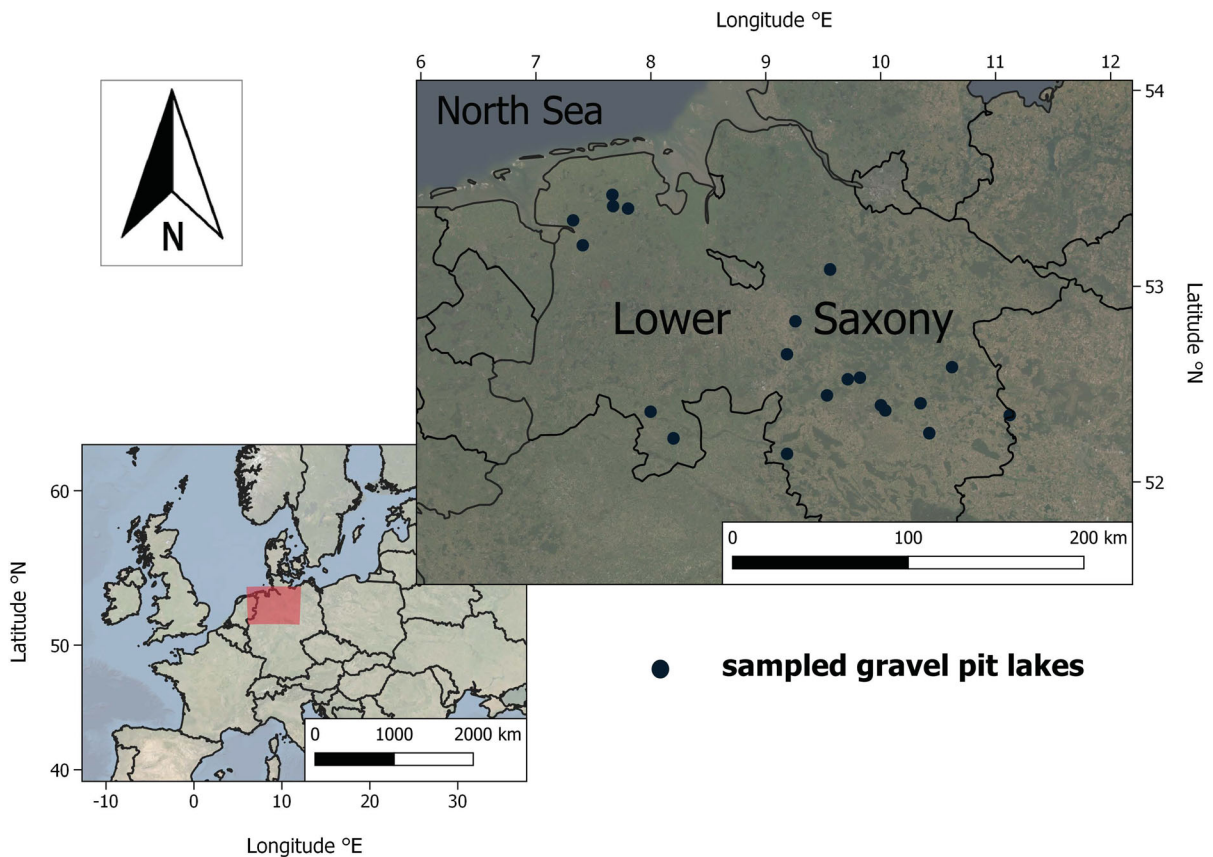 Longitude °E
6 7 8 9 10 11 12
54
North Sea
N
53
Latitude °N
Lower Saxony
52
0 100 200 km
60
50
40
Latitude °N
0 1000 2000 km
-10 0 10 20 30
Longitude °E
sampled gravel pit lakes